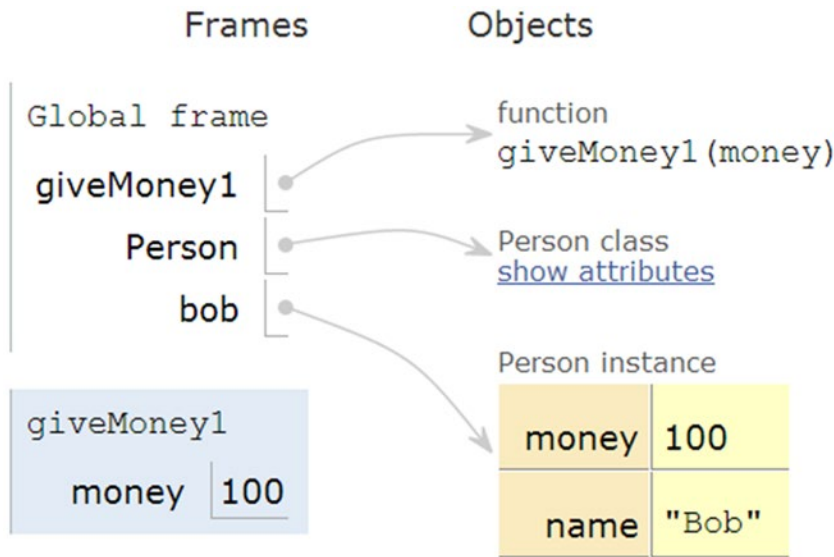 Frames Objects
Global frame
giveMoney1
Person
bob
function
giveMoney1(money)
Person class
show attributes
Person instance
money 100
name "Bob"
giveMoney1
money 100